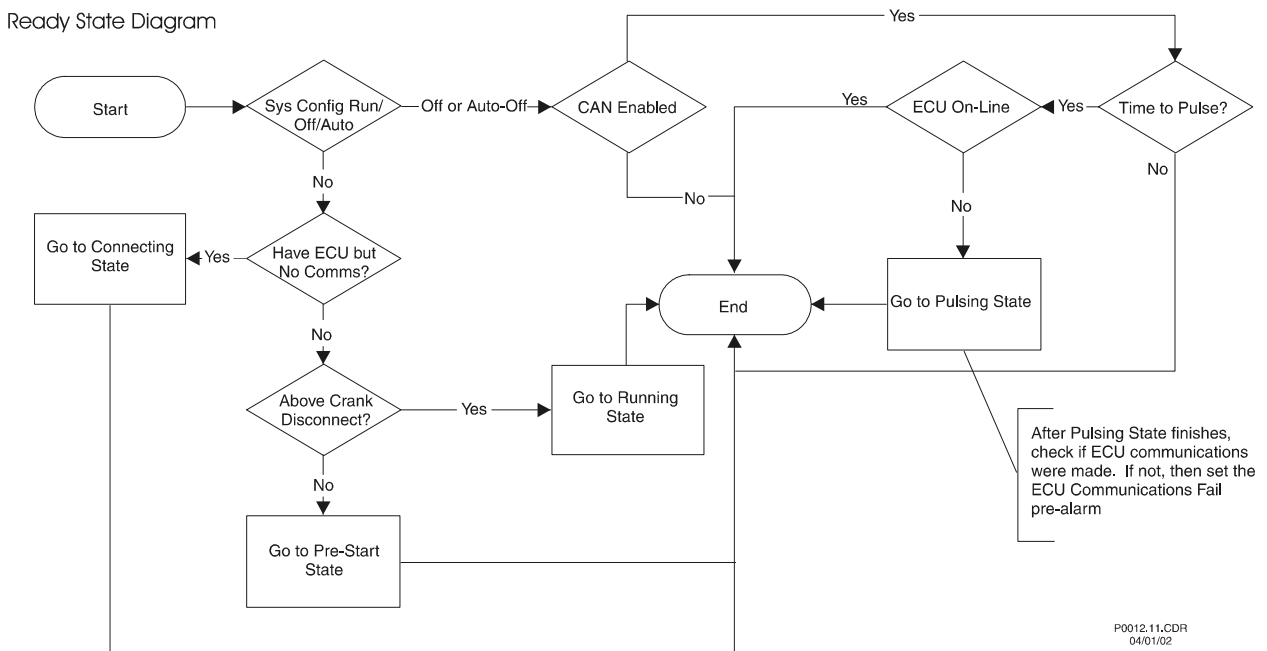 Ready State Diagram
Yes
Start
Sys Config Run/
Off/Auto
Off or Auto-Off
CAN Enabled
Yes
ECU On-Line
Yes
Time to Pulse?
No
No
No
No
Go to Connecting
State
Yes
Have ECU but
No Comms?
End
Go to Pulsing State
No
Above Crank
Disconnect?
Yes
Go to Running
State
After Pulsing State finishes,
check if ECU communications
were made. If not, then set the
ECU Communications Fail
pre-alarm
No
Go to Pre-Start
State
P0012.11.CDR
04/01/02